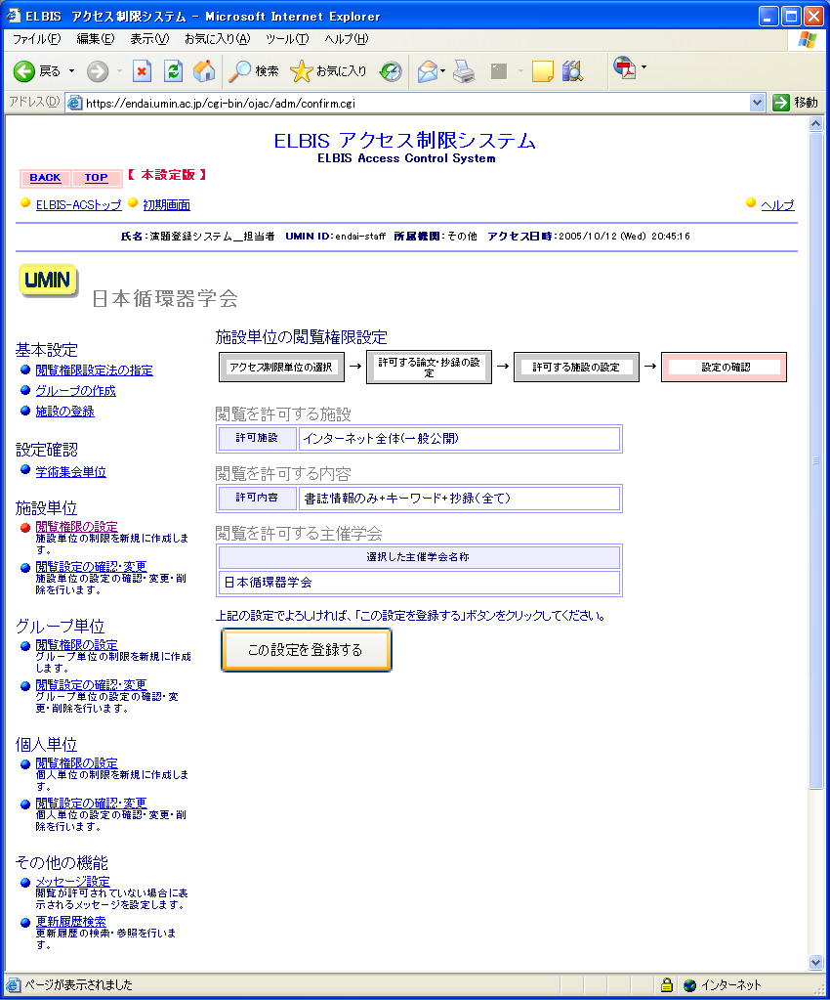 ELBIS アクセス制限システム - Microsoft Internet Explorer
ファイル(F) 編集(E) 表示(V) お気に入り(A) ツール(T) ヘルプ(H)
戻る 検索 お気に入り
アドレス(D) https://endai.umin.ac.jp/cgi-bin/ojac/adm/confirm.cgi 移動
ELBIS アクセス制限システム
ELBIS Access Control System
BACK TOP 【 本設定版 】
ELBIS-ACSトップ 初期画面 ヘルプ
氏名:演題登録システム__担当者 UMIN ID:endai-staff 所属機関:その他 アクセス日時:2005/10/12 (Wed) 20:45:16
UMIN 日本循環器学会
基本設定
閲覧権限設定法の指定
グループの作成
施設の登録
設定確認
学術集会単位
施設単位
閲覧権限の設定
施設単位の制限を新規に作成しま
す。
閲覧設定の確認・変更
施設単位の設定の確認・変更・削
除を行います。
グループ単位
閲覧権限の設定
グループ単位の制限を新規に作成
します。
閲覧設定の確認・変更
グループ単位の設定の確認・変
更・削除を行います。
個人単位
閲覧権限の設定
個人単位の制限を新規に作成しま
す。
閲覧設定の確認・変更
個人単位の設定の確認・変更・削
除を行います。
その他の機能
メッセージ設定
閲覧が許可されていない場合に表
示されるメッセージを設定します。
更新履歴検索
更新履歴の検索・参照を行いま
す。
施設単位の閲覧権限設定
アクセス制限単位の選択 → 許可する論文・抄録の設
定 → 許可する施設の設定 → 設定の確認
閲覧を許可する施設
許可施設 インターネット全体(一般公開)
閲覧を許可する内容
許可内容 書誌情報のみ+キーワード+抄録(全て)
閲覧を許可する主催学会
選択した主催学会名称
日本循環器学会
上記の設定でよろしければ、「この設定を登録する」ボタンをクリックしてください。
この設定を登録する
ページが表示されました インターネット